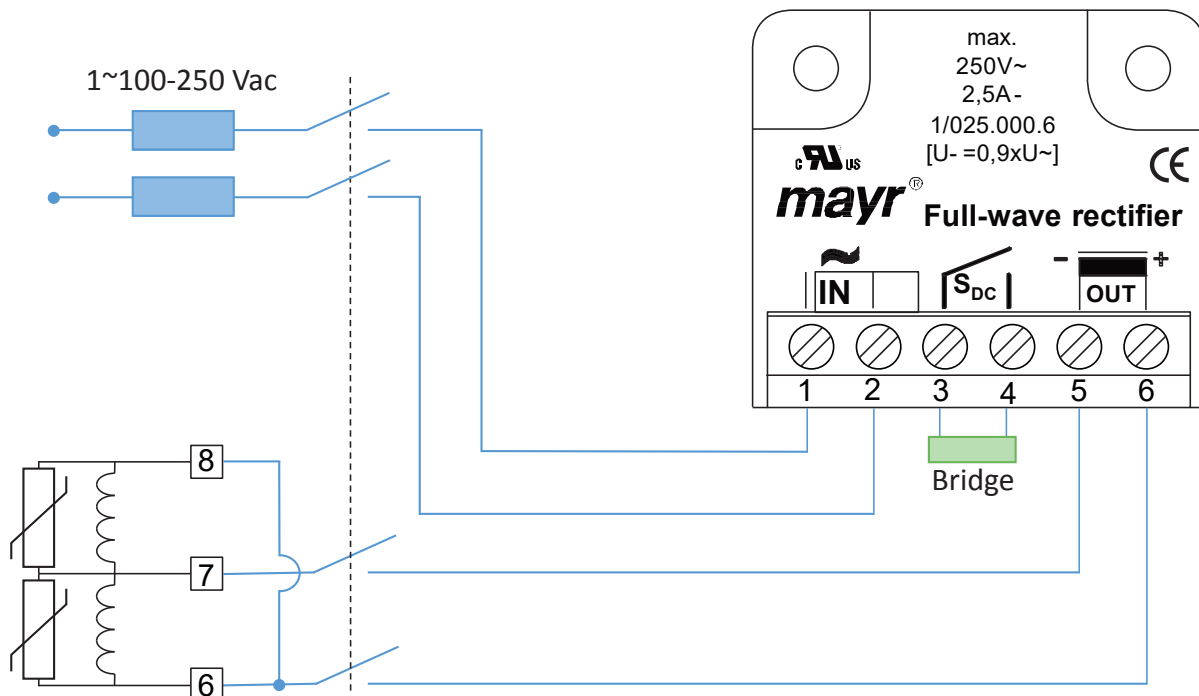 1~100-250 Vac
max.
250V~
2,5A-
1/025.000.6
[U- =0,9xU~]
c RU US
CE
mayr®
Full-wave rectifier
~
IN
SDC
- +
OUT
1 2 3 4 5 6
Bridge
8
7
6